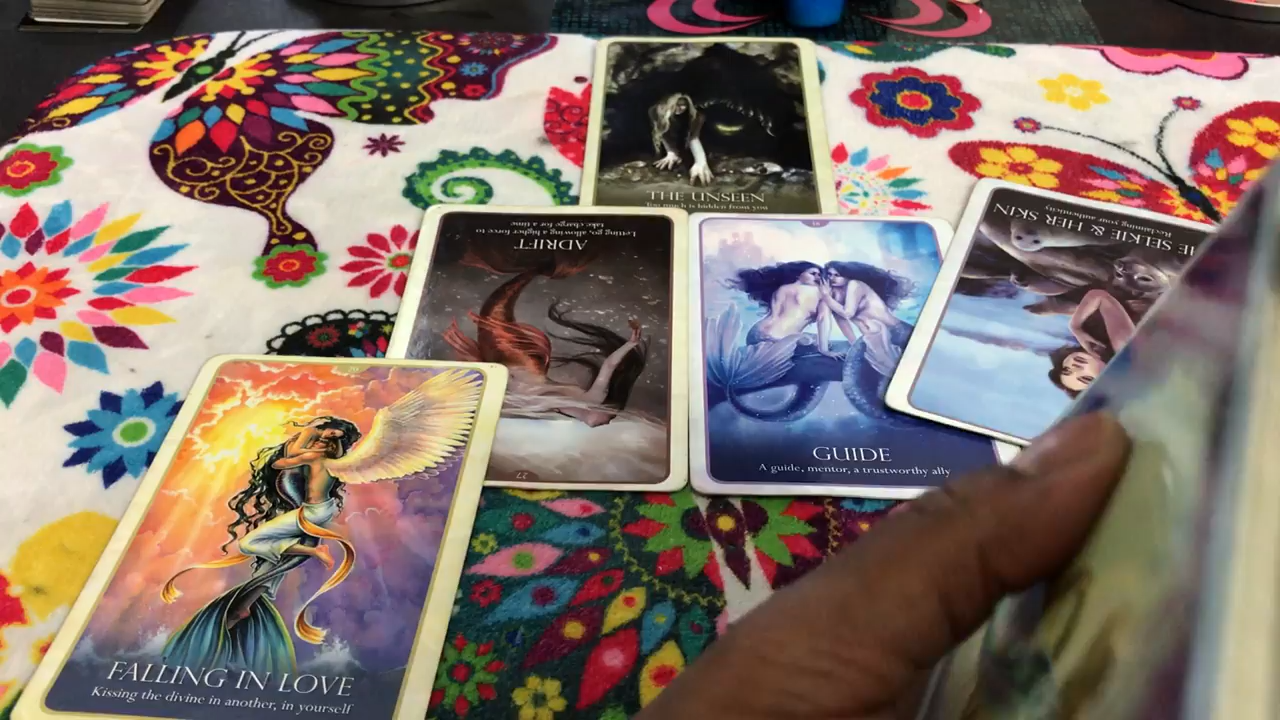 THE UNSEEN
Too much is hidden from you
ADRIFT
Letting go, allowing a higher force to
take charge for a time
27
GUIDE
A guide, mentor, a trustworthy ally
HE SELKIE & HER SKIN
Reclaiming your authenticity
FALLING IN LOVE
Kissing the divine in another, in yourself